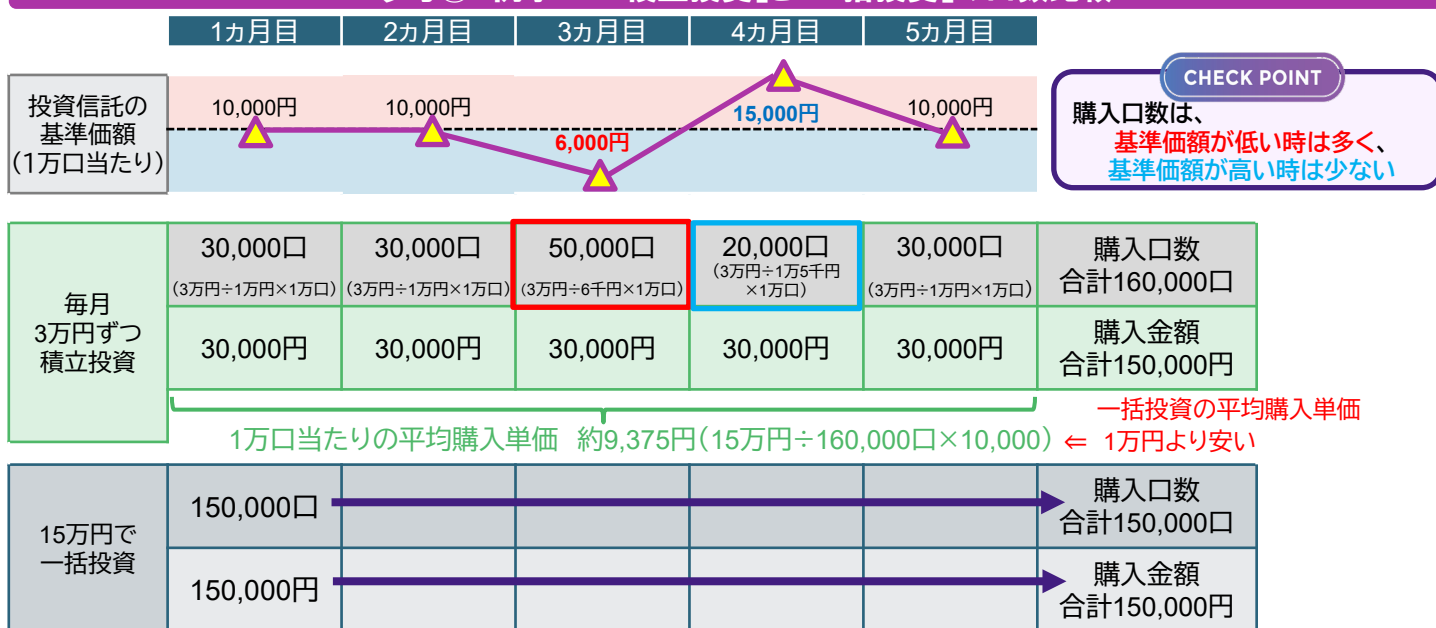 1ヵ月目 2ヵ月目 3ヵ月目 4ヵ月目 5ヵ月目
投資信託の
基準価額
(1万口当たり)
10,000円 10,000円 6,000円 15,000円 10,000円
CHECK POINT
購入口数は、
基準価額が低い時は多く、
基準価額が高い時は少ない
毎月
3万円ずつ
積立投資
30,000口 30,000口 50,000口 20,000口 30,000口
(3万円÷1万円×1万口) (3万円÷1万円×1万口) (3万円÷6千円×1万口) (3万円÷1万5千円
×1万口) (3万円÷1万円×1万口)
購入口数
合計160,000口
30,000円 30,000円 30,000円 30,000円 30,000円
購入金額
合計150,000円
1万口当たりの平均購入単価 約9,375円(15万円÷160,000口×10,000)
一括投資の平均購入単価
⇐ 1万円より安い
15万円で
一括投資
150,000口
購入口数
合計150,000口
150,000円
購入金額
合計150,000円